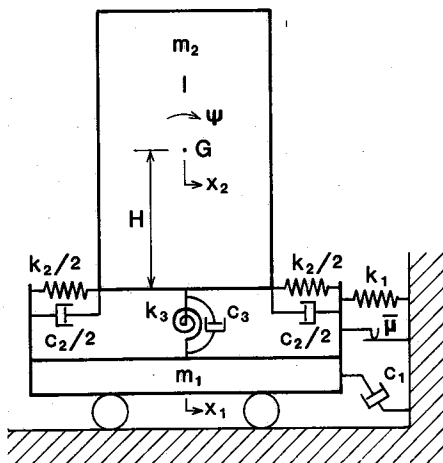 m₂
I
ψ
G
x₂
H
k₂/2
k₂/2
k₁
c₂/2
k₃
c₃
c₂/2
μ̅
m₁
c₁
x₁